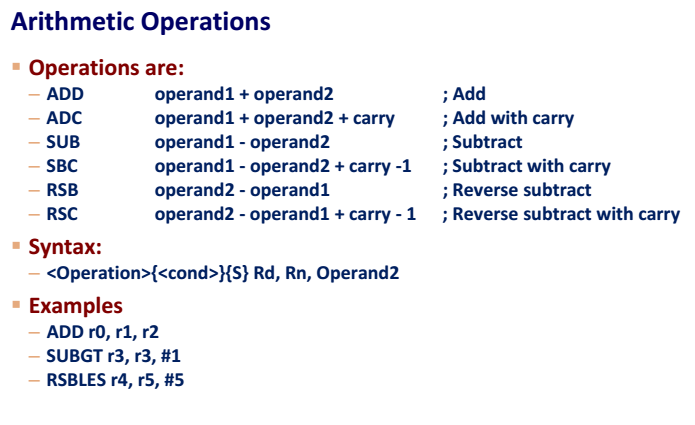 Arithmetic Operations
▪ Operations are:
– ADD operand1 + operand2 ; Add
– ADC operand1 + operand2 + carry ; Add with carry
– SUB operand1 - operand2 ; Subtract
– SBC operand1 - operand2 + carry -1 ; Subtract with carry
– RSB operand2 - operand1 ; Reverse subtract
– RSC operand2 - operand1 + carry - 1 ; Reverse subtract with carry
▪ Syntax:
– <Operation>{<cond>}{S} Rd, Rn, Operand2
▪ Examples
– ADD r0, r1, r2
– SUBGT r3, r3, #1
– RSBLES r4, r5, #5